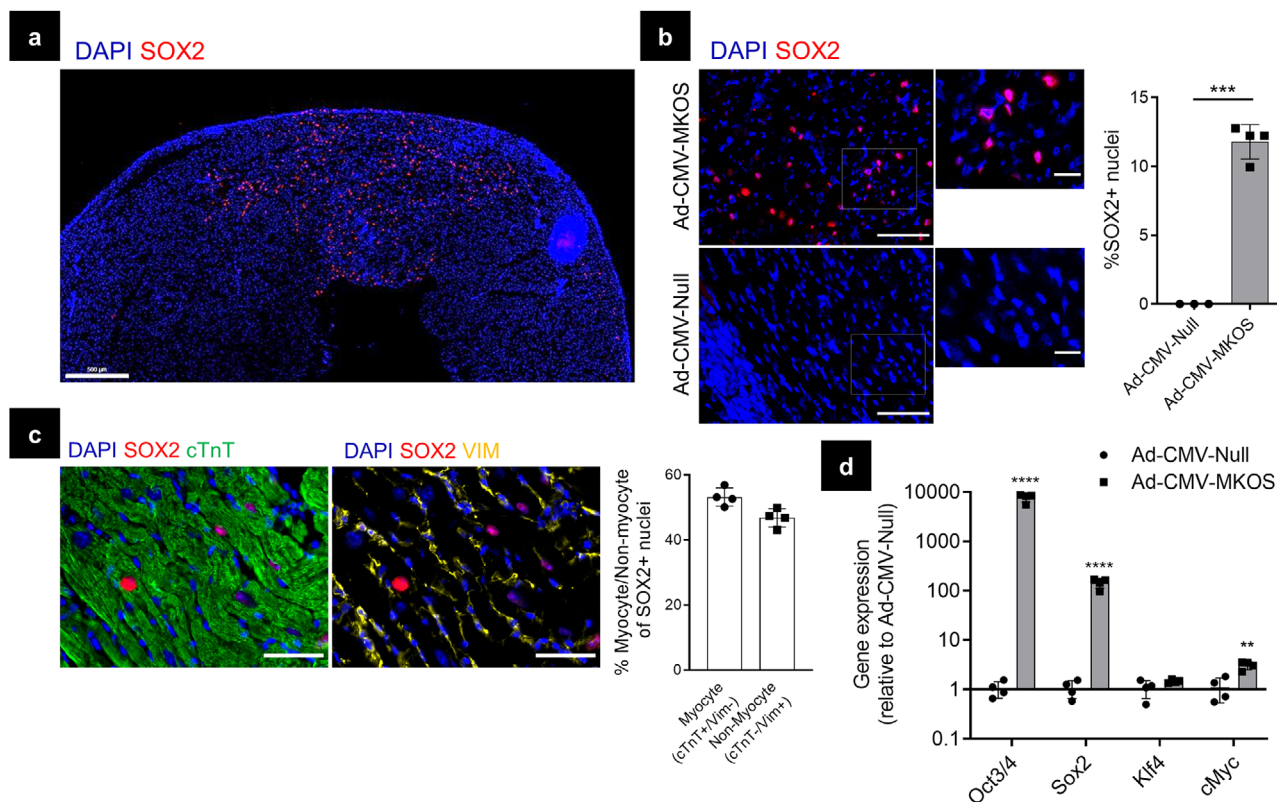 a
DAPI SOX2
500 µm
b
DAPI SOX2
Ad-CMV-MKOS
Ad-CMV-Null
***
15
10
5
0
%SOX2+ nuclei
Ad-CMV-Null
Ad-CMV-MKOS
c
DAPI SOX2 cTnT
DAPI SOX2 VIM
60
40
20
0
% Myocyte/Non-myocyte
of SOX2+ nuclei
Myocyte
(cTnT+/Vim-)
Non-Myocyte
(cTnT-/Vim+)
d
Ad-CMV-Null
Ad-CMV-MKOS
****
****
**
10000
1000
100
10
1
0.1
Gene expression
(relative to Ad-CMV-Null)
Oct3/4
Sox2
Klf4
cMyc